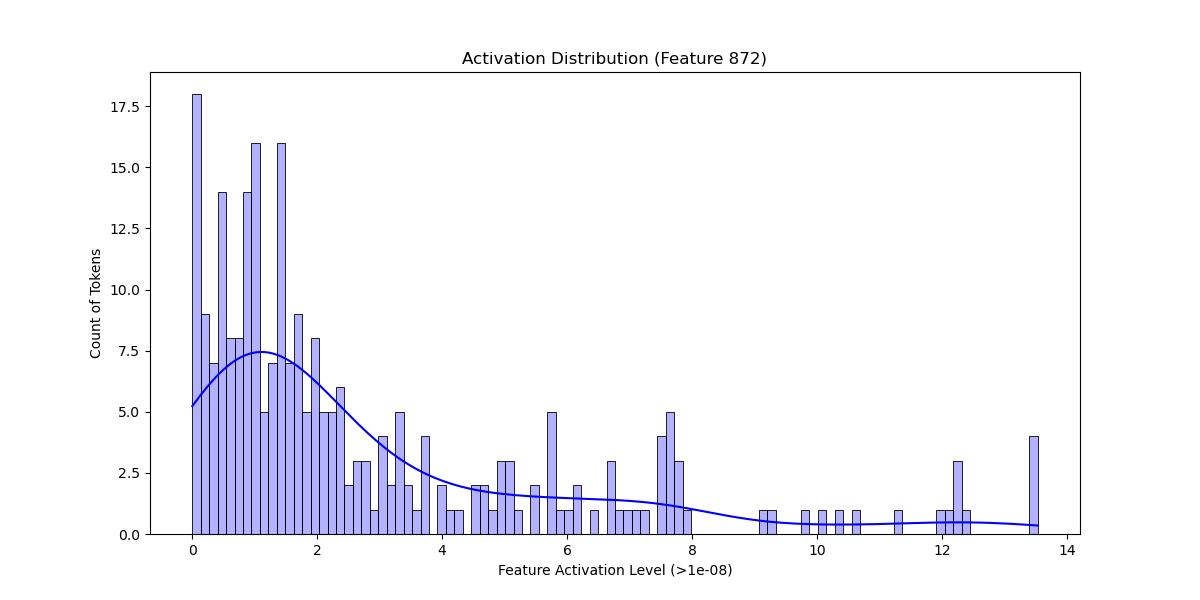 Activation Distribution (Feature 872)
17.5
15.0
12.5
10.0
7.5
5.0
2.5
0.0
Count of Tokens
0 2 4 6 8 10 12 14
Feature Activation Level (>1e-08)